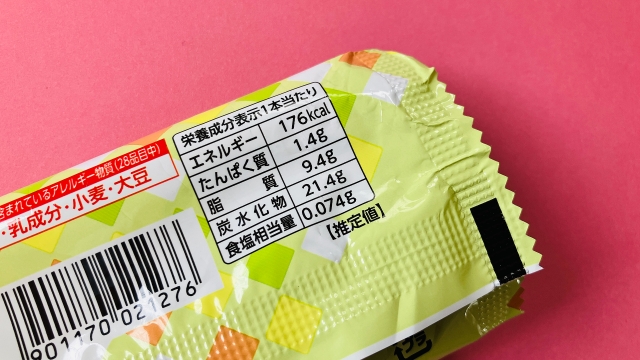 栄養成分表示1本当たり
エネルギー 176kcal
たんぱく質 1.4g
脂質 9.4g
炭水化物 21.4g
食塩相当量 0.074g
【推定値】
含まれているアレルギー物質(28品目中)
・乳成分・小麦・大豆
901170 021276
プラ